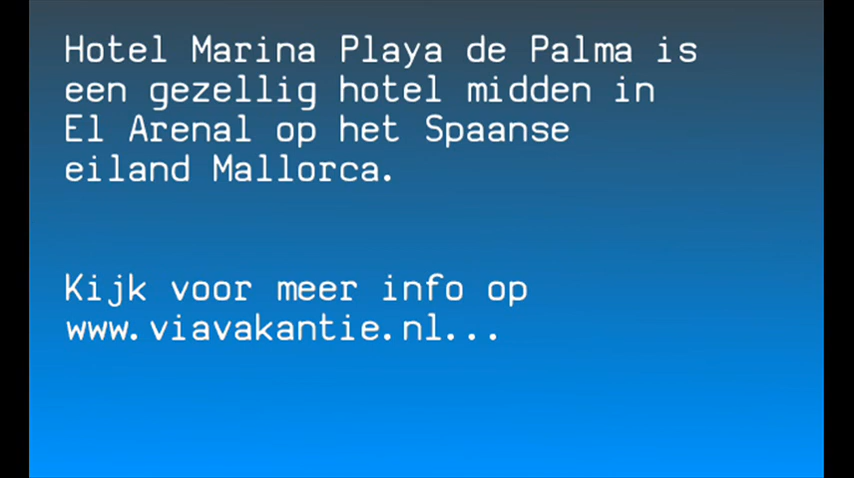 Hotel Marina Playa de Palma is
een gezellig hotel midden in
El Arenal op het Spaanse
eiland Mallorca.
Kijk voor meer info op
www.viavakantie.nl...